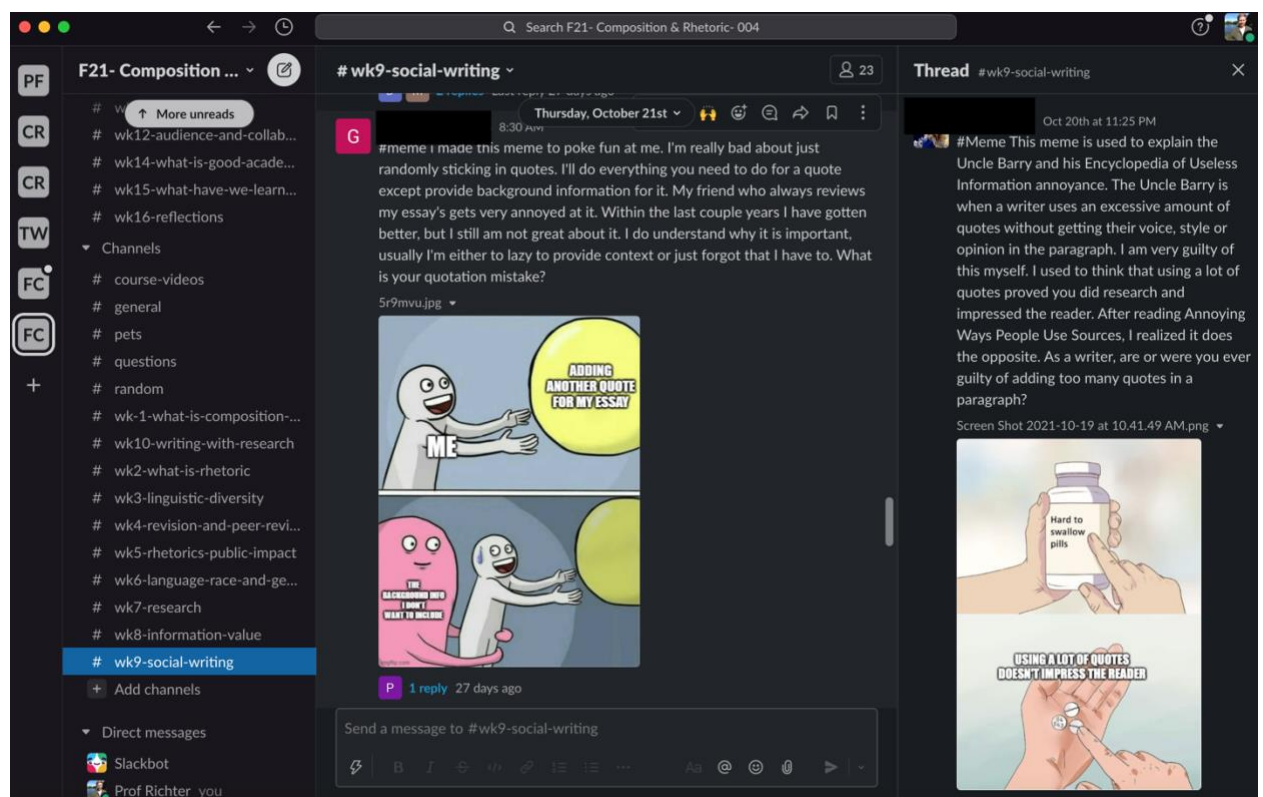 Search F21- Composition & Rhetoric- 004
PF
CR
CR
TW
FC
FC
+
F21- Composition ...
# w
↑ More unreads
# wk12-audience-and-collab...
# wk14-what-is-good-acade...
# wk15-what-have-we-learn...
# wk16-reflections
Channels
# course-videos
# general
# pets
# questions
# random
# wk-1-what-is-composition-...
# wk10-writing-with-research
# wk2-what-is-rhetoric
# wk3-linguistic-diversity
# wk4-revision-and-peer-revi...
# wk5-rhetorics-public-impact
# wk6-language-race-and-ge...
# wk7-research
# wk8-information-value
# wk9-social-writing
+ Add channels
Direct messages
Slackbot
Prof Richter you
# wk9-social-writing
23
2 replies Last reply 27 days ago
Thursday, October 21st
G
8:30 AM
#meme I made this meme to poke fun at me. I'm really bad about just
randomly sticking in quotes. I'll do everything you need to do for a quote
except provide background information for it. My friend who always reviews
my essay's gets very annoyed at it. Within the last couple years I have gotten
better, but I still am not great about it. I do understand why it is important,
usually I'm either to lazy to provide context or just forgot that I have to. What
is your quotation mistake?
5r9mvu.jpg
ADDING
ANOTHER QUOTE
FOR MY ESSAY
ME
THE
BACKGROUND INFO
I DON'T
WANT TO INCLUDE
imgflip.com
P 1 reply 27 days ago
Send a message to #wk9-social-writing
B I S </> Aa @
Thread #wk9-social-writing
Oct 20th at 11:25 PM
#Meme This meme is used to explain the
Uncle Barry and his Encyclopedia of Useless
Information annoyance. The Uncle Barry is
when a writer uses an excessive amount of
quotes without getting their voice, style or
opinion in the paragraph. I am very guilty of
this myself. I used to think that using a lot of
quotes proved you did research and
impressed the reader. After reading Annoying
Ways People Use Sources, I realized it does
the opposite. As a writer, are or were you ever
guilty of adding too many quotes in a
paragraph?
Screen Shot 2021-10-19 at 10.41.49 AM.png
Hard to
swallow
pills
USING A LOT OF QUOTES
DOESN'T IMPRESS THE READER